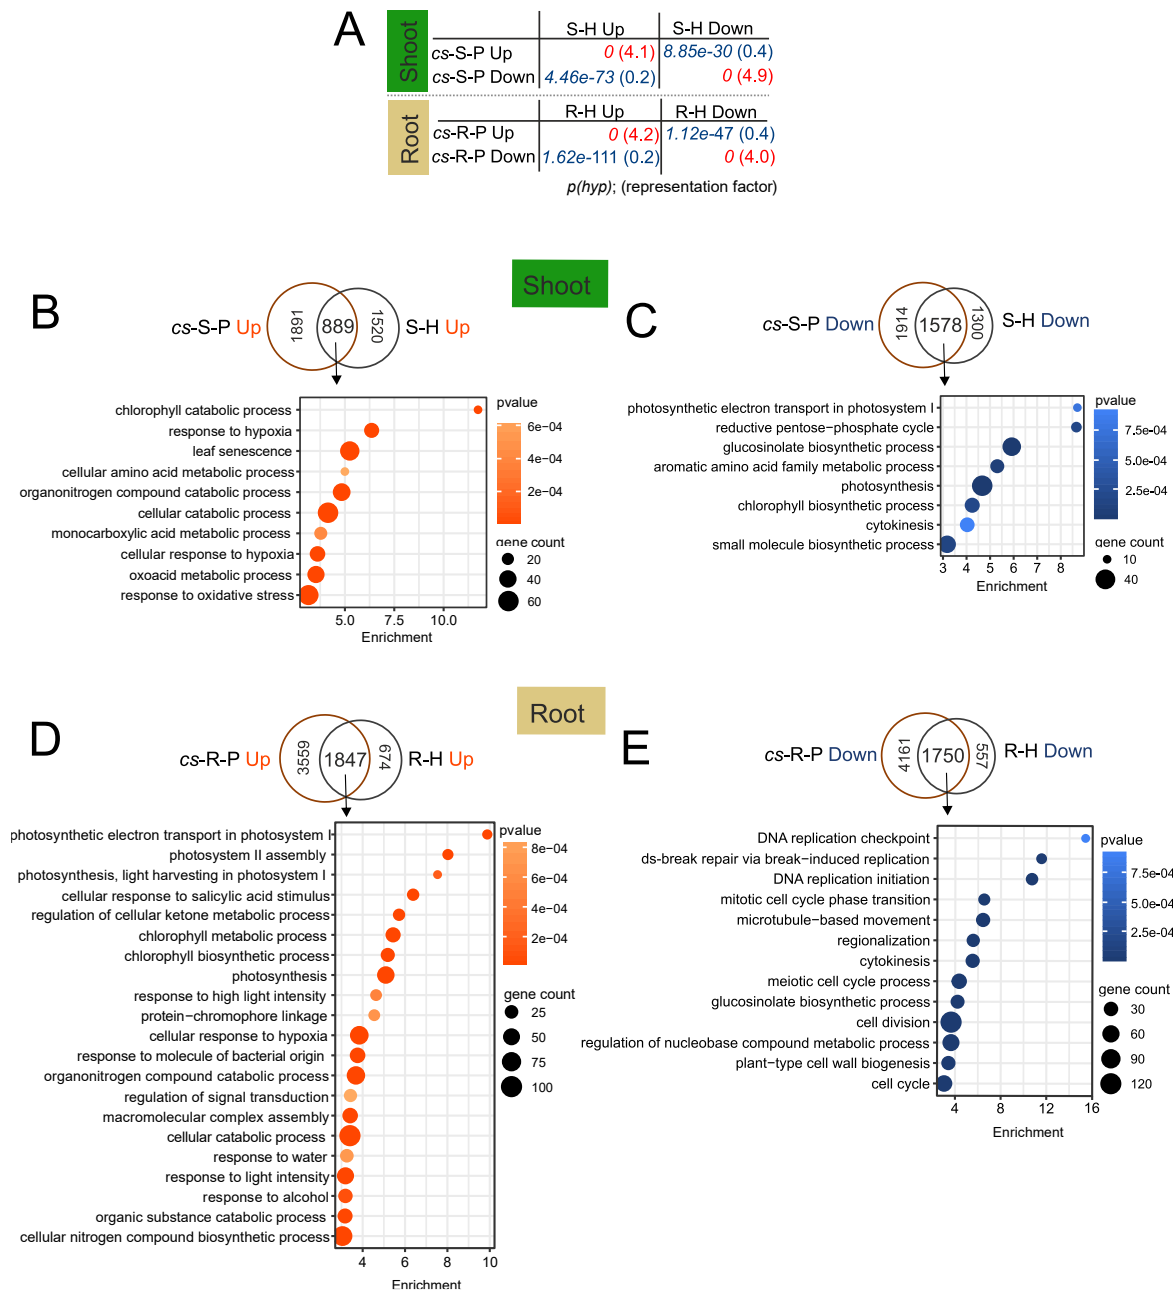 A
Shoot
S-H Up
S-H Down
cs-S-P Up
0 (4.1)
8.85e-30 (0.4)
cs-S-P Down
4.46e-73 (0.2)
0 (4.9)
Root
R-H Up
R-H Down
cs-R-P Up
0 (4.2)
1.12e-47 (0.4)
cs-R-P Down
1.62e-111 (0.2)
0 (4.0)
p(hyp); (representation factor)
Shoot
B
cs-S-P Up
1691
889
1520
S-H Up
chlorophyll catabolic process
response to hypoxia
leaf senescence
cellular amino acid metabolic process
organonitrogen compound catabolic process
cellular catabolic process
monocarboxylic acid metabolic process
cellular response to hypoxia
oxoacid metabolic process
response to oxidative stress
5.0 7.5 10.0
Enrichment
pvalue
6e−04
4e−04
2e−04
gene count
20
40
60
C
cs-S-P Down
1914
1578
1300
S-H Down
photosynthetic electron transport in photosystem I
reductive pentose−phosphate cycle
glucosinolate biosynthetic process
aromatic amino acid family metabolic process
photosynthesis
chlorophyll biosynthetic process
cytokinesis
small molecule biosynthetic process
3 4 5 6 7 8
Enrichment
pvalue
7.5e−04
5.0e−04
2.5e−04
gene count
10
40
Root
D
cs-R-P Up
3559
1847
674
R-H Up
photosynthetic electron transport in photosystem I
photosystem II assembly
photosynthesis, light harvesting in photosystem I
cellular response to salicylic acid stimulus
regulation of cellular ketone metabolic process
chlorophyll metabolic process
chlorophyll biosynthetic process
photosynthesis
response to high light intensity
protein−chromophore linkage
cellular response to hypoxia
response to molecule of bacterial origin
organonitrogen compound catabolic process
regulation of signal transduction
macromolecular complex assembly
cellular catabolic process
response to water
response to light intensity
response to alcohol
organic substance catabolic process
cellular nitrogen compound biosynthetic process
4 6 8 10
Enrichment
pvalue
8e−04
6e−04
4e−04
2e−04
gene count
25
50
75
100
E
cs-R-P Down
4161
1750
557
R-H Down
DNA replication checkpoint
ds−break repair via break−induced replication
DNA replication initiation
mitotic cell cycle phase transition
microtubule−based movement
regionalization
cytokinesis
meiotic cell cycle process
glucosinolate biosynthetic process
cell division
regulation of nucleobase compound metabolic process
plant−type cell wall biogenesis
cell cycle
4 8 12 16
Enrichment
pvalue
7.5e−04
5.0e−04
2.5e−04
gene count
30
60
90
120